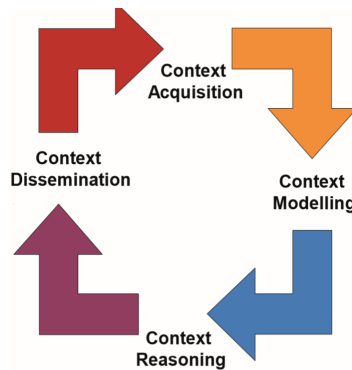 Context
Acquisition
Context
Modelling
Context
Reasoning
Context
Dissemination